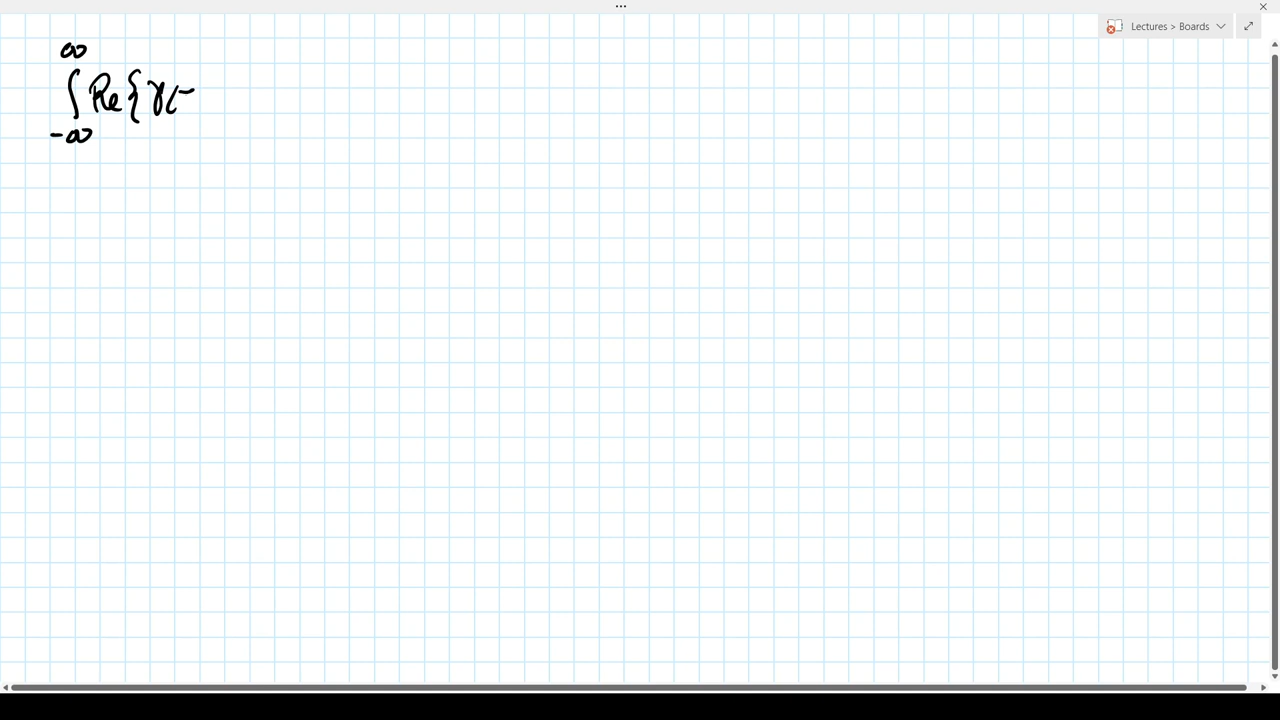 Lectures > Boards
∞
∫ Re{γ(
-∞